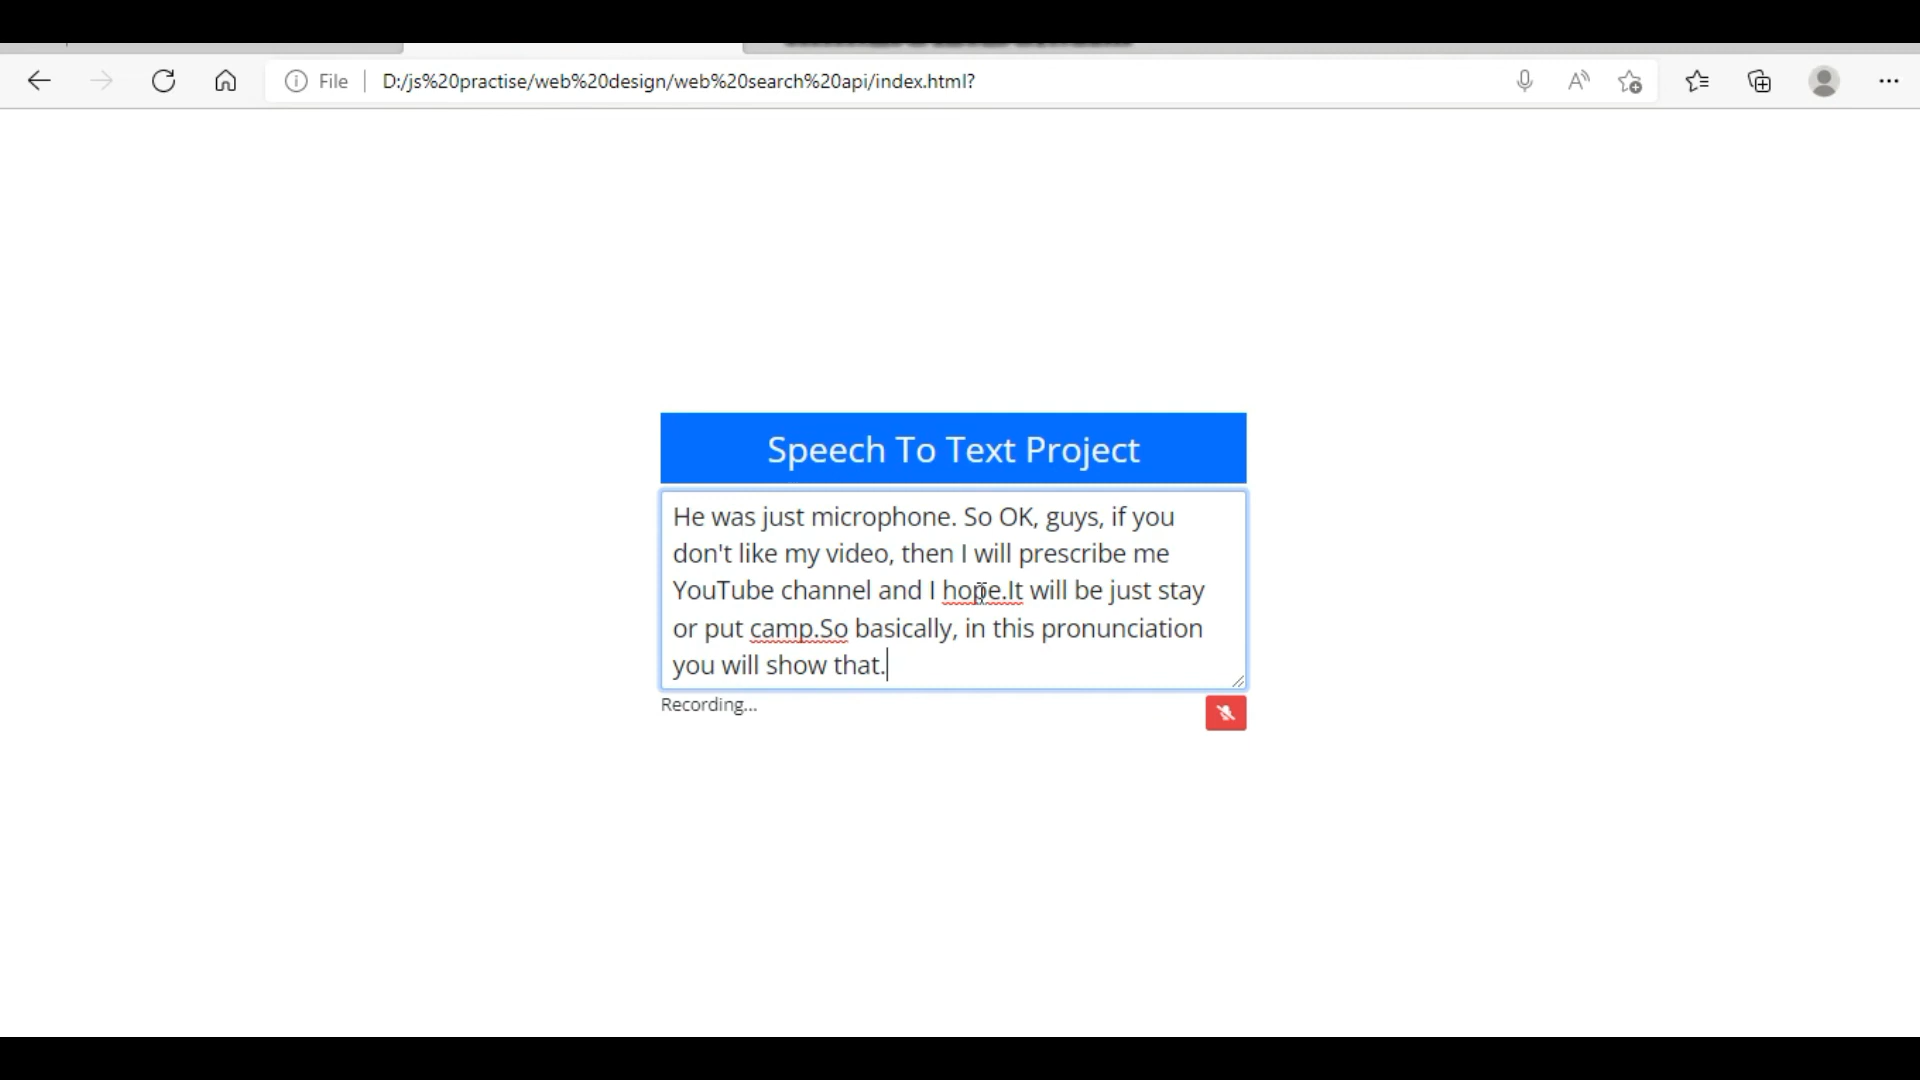 File
D:/js%20practise/web%20design/web%20search%20api/index.html?
Speech To Text Project
He was just microphone. So OK, guys, if you
don't like my video, then I will prescribe me
YouTube channel and I hope.It will be just stay
or put camp.So basically, in this pronunciation
you will show that.
Recording...